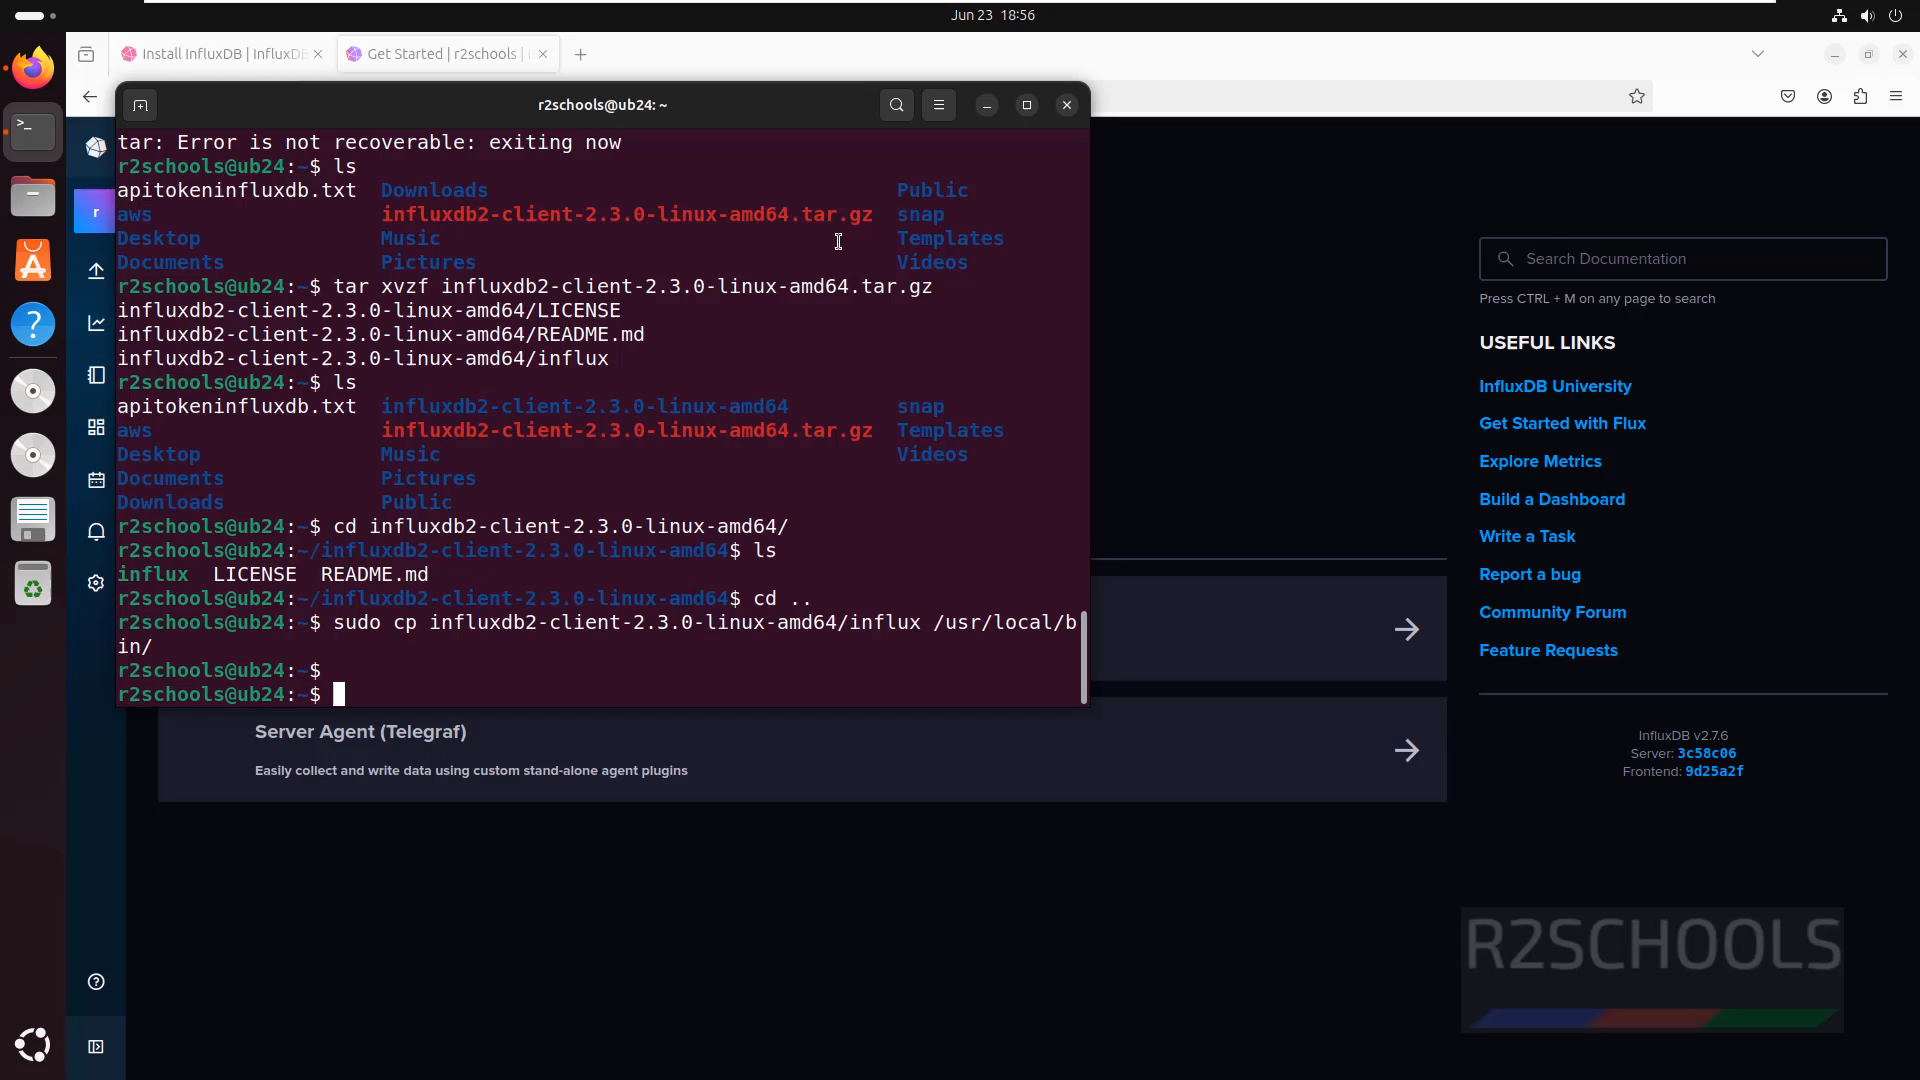 Jun 23 18:56
Install InfluxDB | InfluxDB
Get Started | r2schools |
r2schools@ub24: ~
tar: Error is not recoverable: exiting now
r2schools@ub24:~$ ls
apitokeninfluxdb.txt Downloads Public
aws influxdb2-client-2.3.0-linux-amd64.tar.gz snap
Desktop Music Templates
Documents Pictures Videos
r2schools@ub24:~$ tar xvzf influxdb2-client-2.3.0-linux-amd64.tar.gz
influxdb2-client-2.3.0-linux-amd64/LICENSE
influxdb2-client-2.3.0-linux-amd64/README.md
influxdb2-client-2.3.0-linux-amd64/influx
r2schools@ub24:~$ ls
apitokeninfluxdb.txt influxdb2-client-2.3.0-linux-amd64 snap
aws influxdb2-client-2.3.0-linux-amd64.tar.gz Templates
Desktop Music Videos
Documents Pictures
Downloads Public
r2schools@ub24:~$ cd influxdb2-client-2.3.0-linux-amd64/
r2schools@ub24:~/influxdb2-client-2.3.0-linux-amd64$ ls
influx LICENSE README.md
r2schools@ub24:~/influxdb2-client-2.3.0-linux-amd64$ cd ..
r2schools@ub24:~$ sudo cp influxdb2-client-2.3.0-linux-amd64/influx /usr/local/b
in/
r2schools@ub24:~$
r2schools@ub24:~$
r
Server Agent (Telegraf)
Easily collect and write data using custom stand-alone agent plugins
Search Documentation
Press CTRL + M on any page to search
USEFUL LINKS
InfluxDB University
Get Started with Flux
Explore Metrics
Build a Dashboard
Write a Task
Report a bug
Community Forum
Feature Requests
InfluxDB v2.7.6
Server: 3c58c06
Frontend: 9d25a2f
R2SCHOOLS